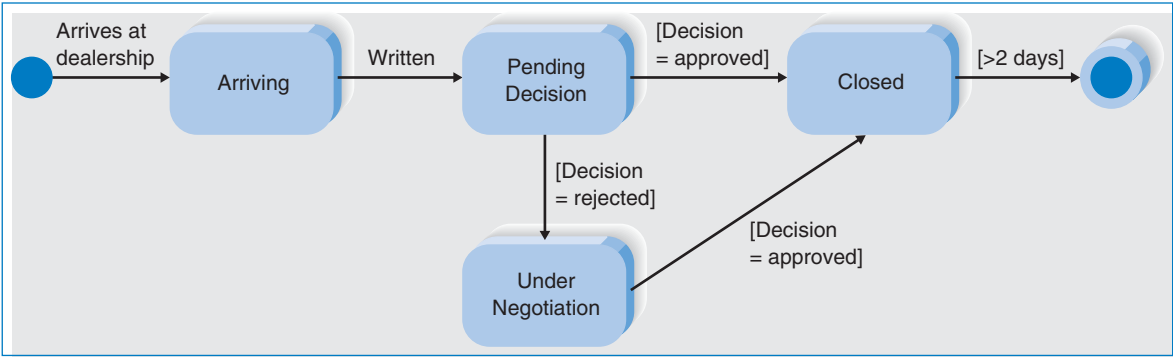 Arrives at
dealership
Arriving
Written
Pending
Decision
[Decision
= approved]
Closed
[>2 days]
[Decision
= rejected]
Under
Negotiation
[Decision
= approved]